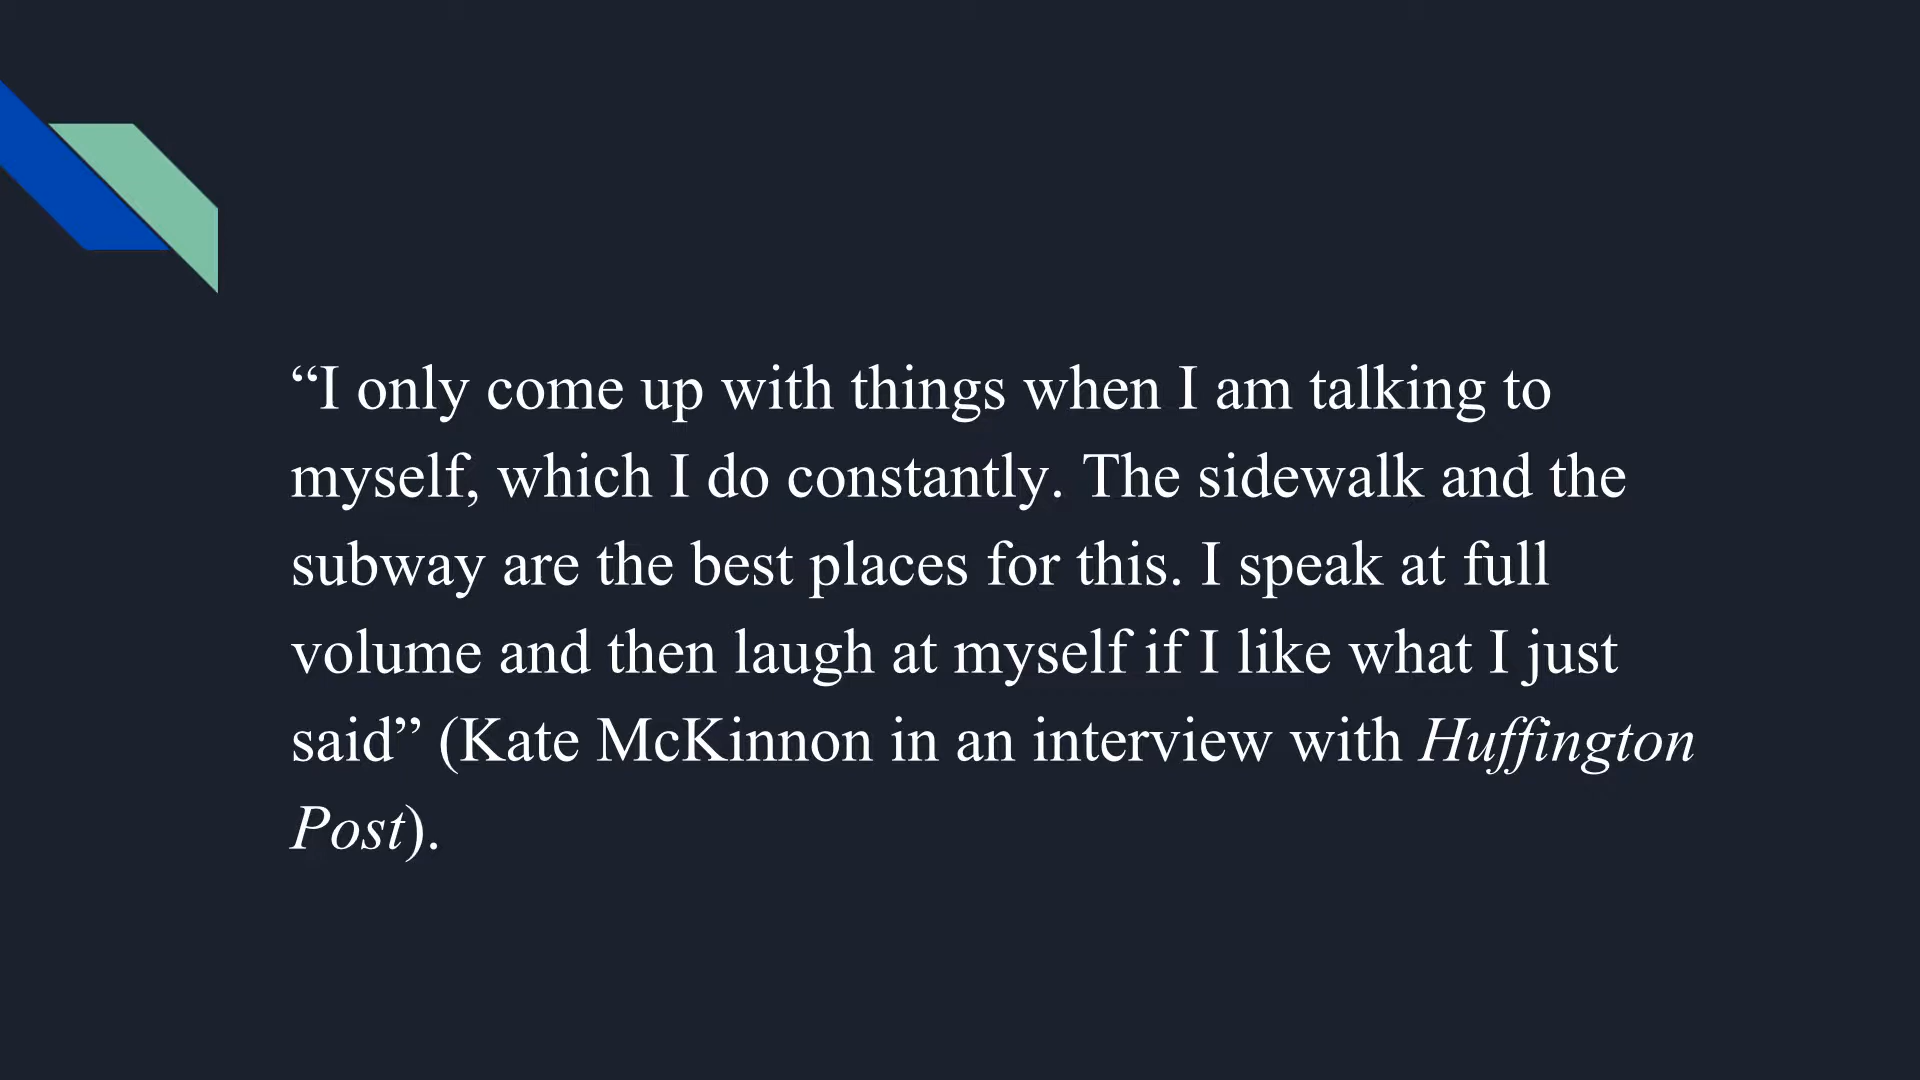 “I only come up with things when I am talking to
myself, which I do constantly. The sidewalk and the
subway are the best places for this. I speak at full
volume and then laugh at myself if I like what I just
said” (Kate McKinnon in an interview with Huffington
Post).